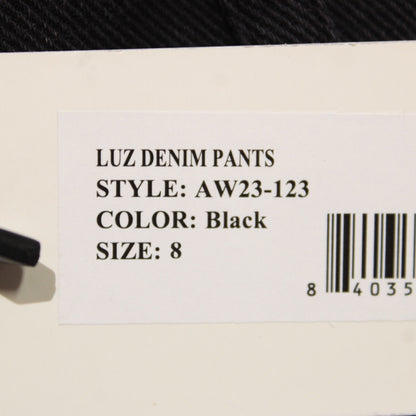 LUZ DENIM PANTS
STYLE: AW23-123
COLOR: Black
SIZE: 8
8 4035